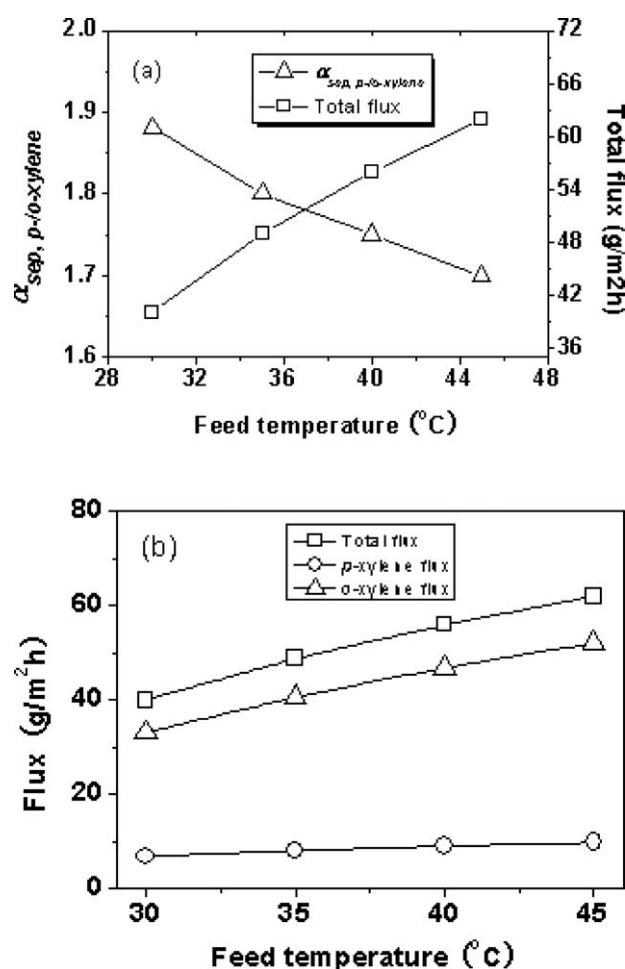 2.0
72
(a)
α sep, p-/o-xylene
Total flux
66
1.9
60
1.8
54
48
1.7
42
1.6
36
28 32 36 40 44 48
α sep, p-/o-xylene
Total flux (g/m2h)
Feed temperature (°C)
80
(b)
Total flux
p-xylene flux
o-xylene flux
60
40
20
0
30 35 40 45
Flux (g/m²h)
Feed temperature (°C)